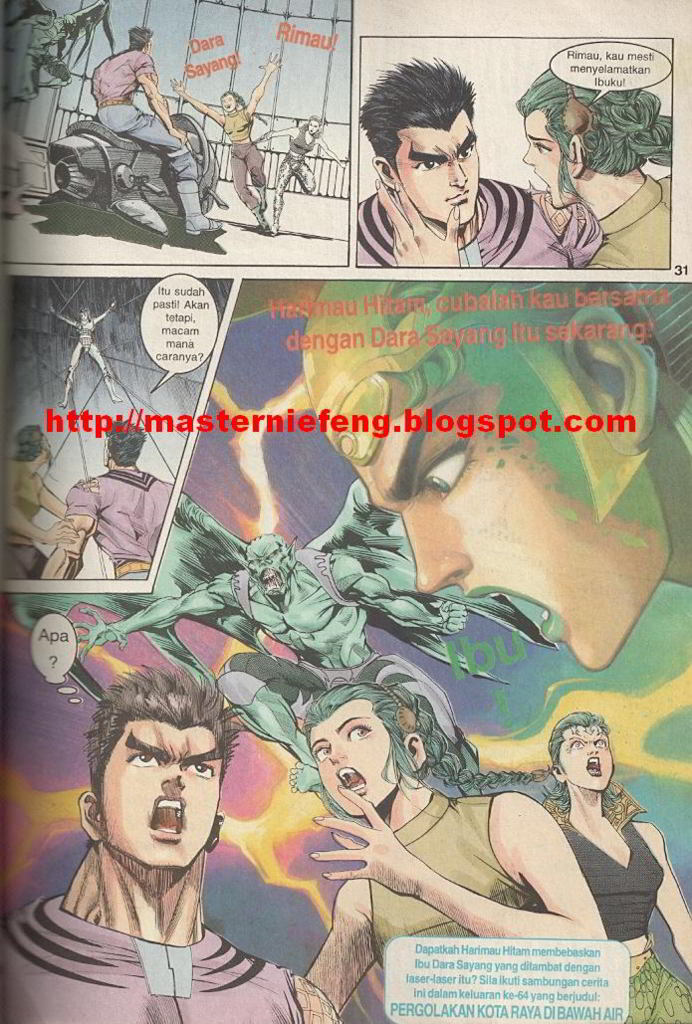 Dara
Sayang!
Rimau!
Rimau, kau mesti
menyelamatkan
Ibuku!
31
Itu sudah
pasti! Akan
tetapi,
macam
mana
caranya?
Harimau Hitam, cubalah kau bersama
dengan Dara Sayang itu sekarang!
http://masterniefeng.blogspot.com
Apa
?
Ibu
!
Dapatkah Harimau Hitam membebaskan
Ibu Dara Sayang yang ditambat dengan
laser-laser itu? Sila ikuti sambungan cerita
ini dalam keluaran ke-64 yang berjudul:
PERGOLAKAN KOTA RAYA DI BAWAH AIR